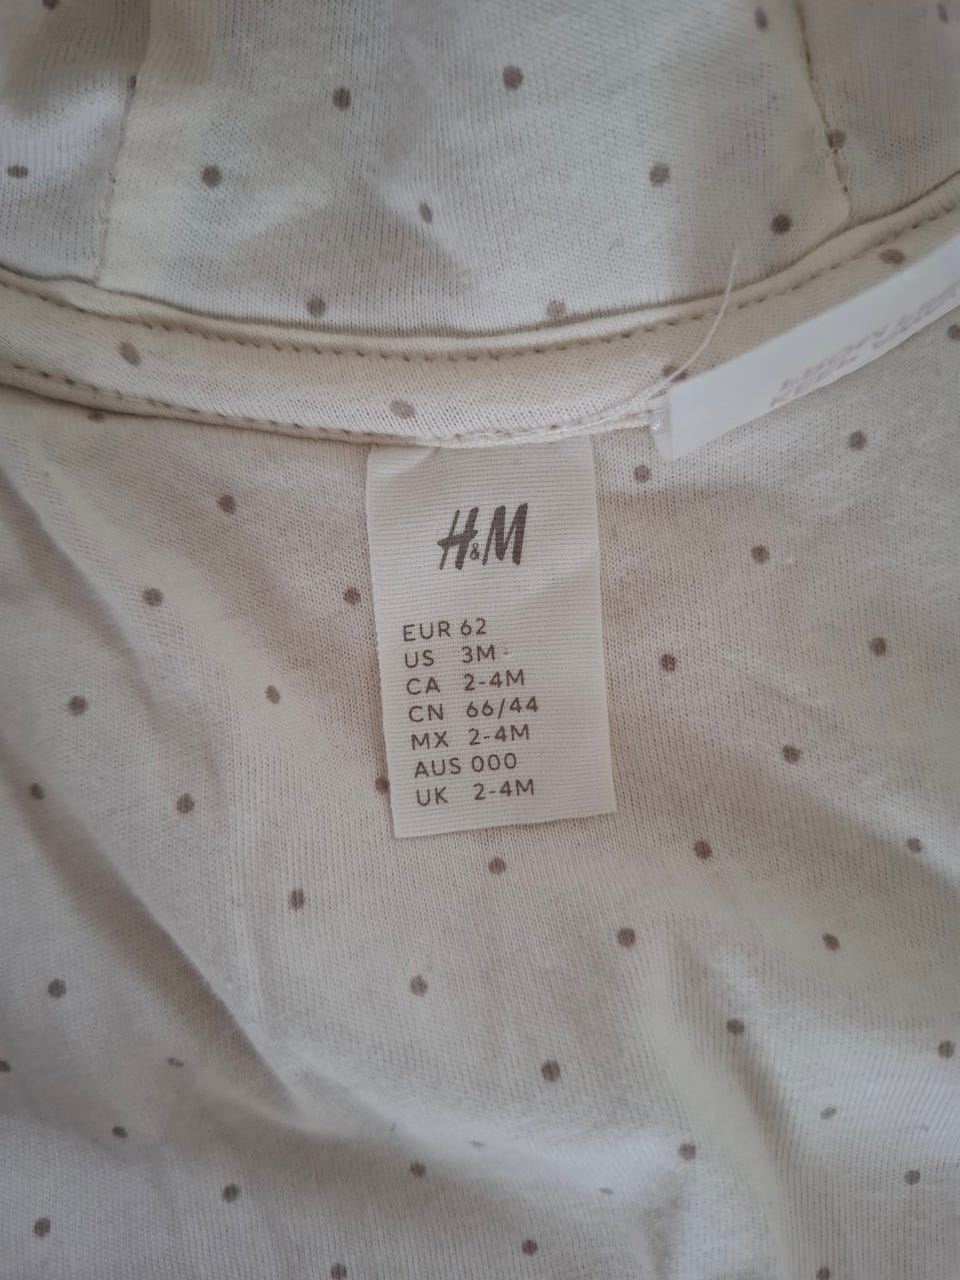 H&M
EUR 62
US 3M
CA 2-4M
CN 66/44
MX 2-4M
AUS 000
UK 2-4M